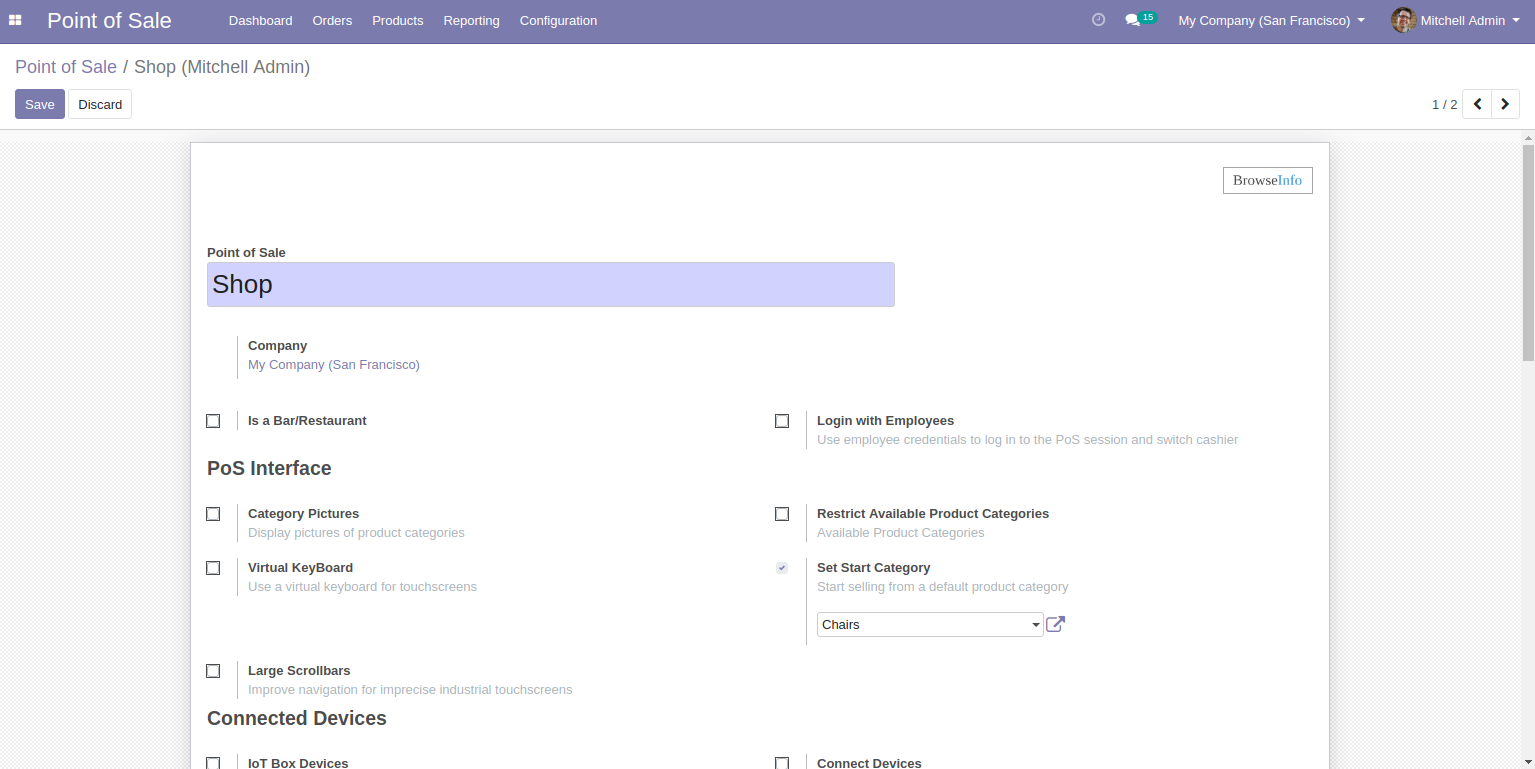 Point of Sale Dashboard Orders Products Reporting Configuration 15 My Company (San Francisco) Mitchell Admin
Point of Sale / Shop (Mitchell Admin)
Save Discard 1 / 2
BrowseInfo
Point of Sale
Shop
Company
My Company (San Francisco)
Is a Bar/Restaurant
Login with Employees
Use employee credentials to log in to the PoS session and switch cashier
PoS Interface
Category Pictures
Display pictures of product categories
Restrict Available Product Categories
Available Product Categories
Virtual KeyBoard
Use a virtual keyboard for touchscreens
Set Start Category
Start selling from a default product category
Chairs
Large Scrollbars
Improve navigation for imprecise industrial touchscreens
Connected Devices
IoT Box Devices
Connect Devices